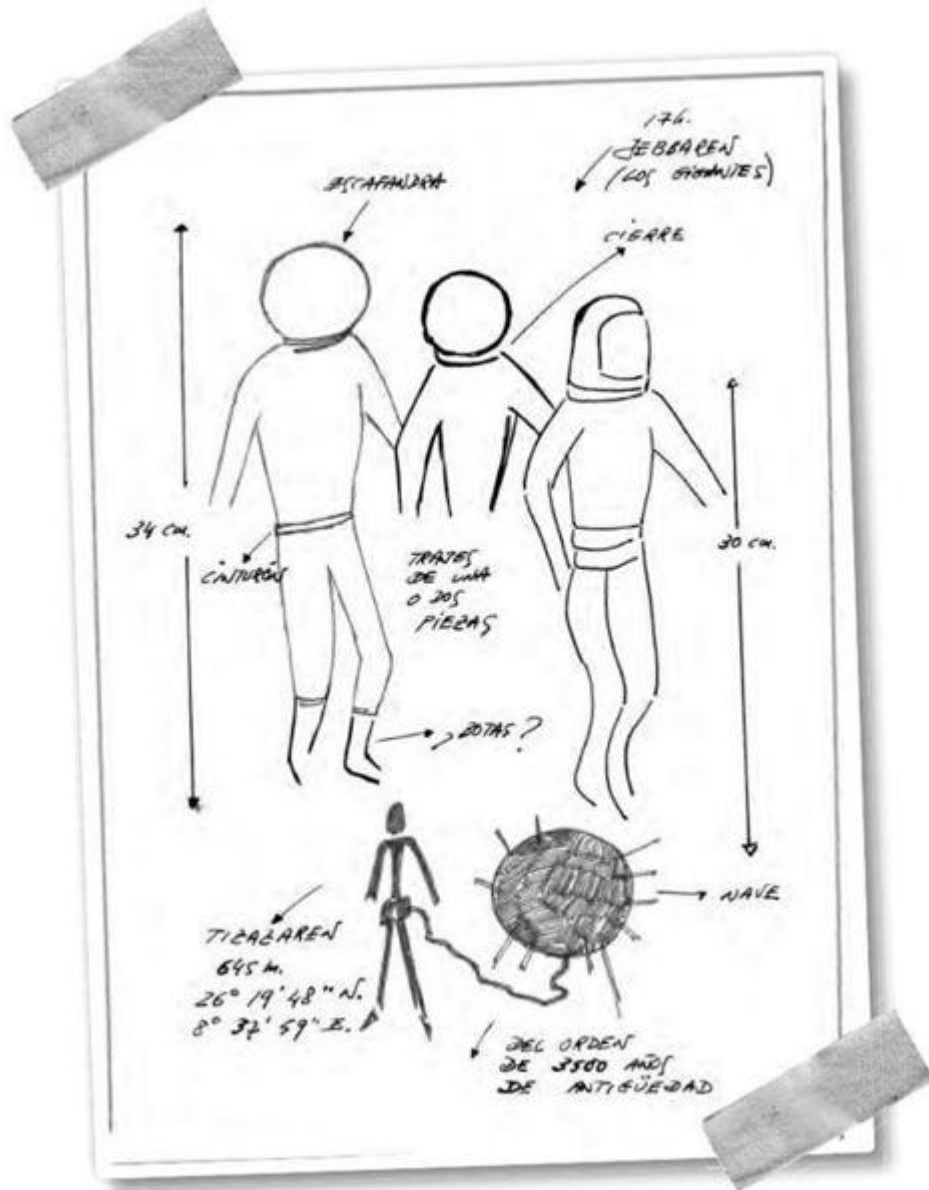 176.
JEBBAREN
(LOS GIGANTES)
ESCAFANDRA
CIERRE
34 cm.
CINTURÓN
TRAJES
DE UNA
O DOS
PIEZAS
30 cm.
¿BOTAS?
NAVE
645 m.
26° 19' 48" N.
8° 37' 59" E.
DEL ORDEN
DE 3500 AÑOS
DE ANTIGÜEDAD